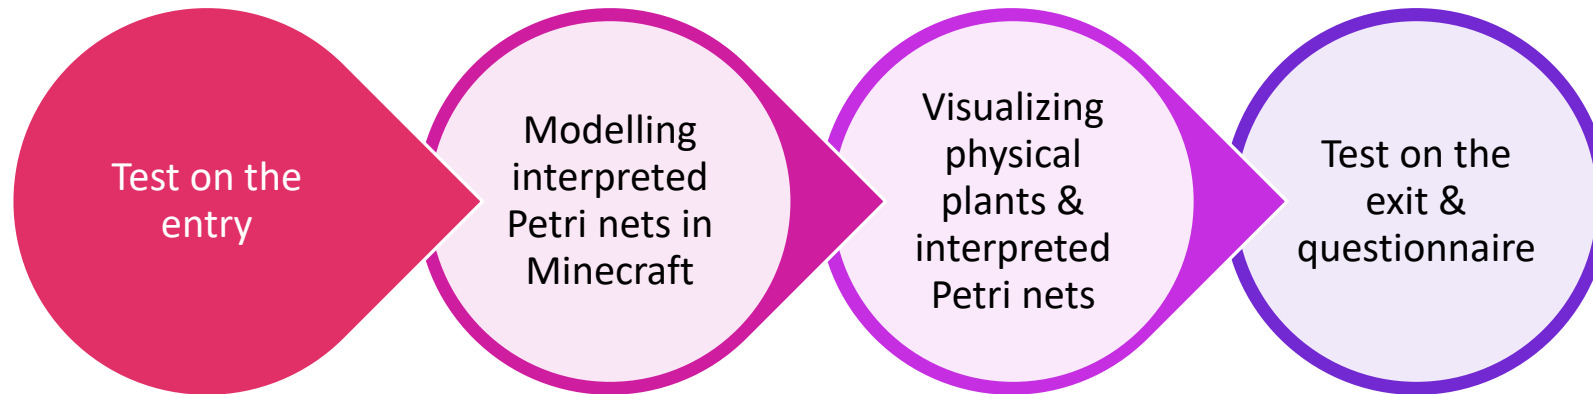 Test on the
entry
Modelling
interpreted
Petri nets in
Minecraft
Visualizing
physical
plants &
interpreted
Petri nets
Test on the
exit &
questionnaire